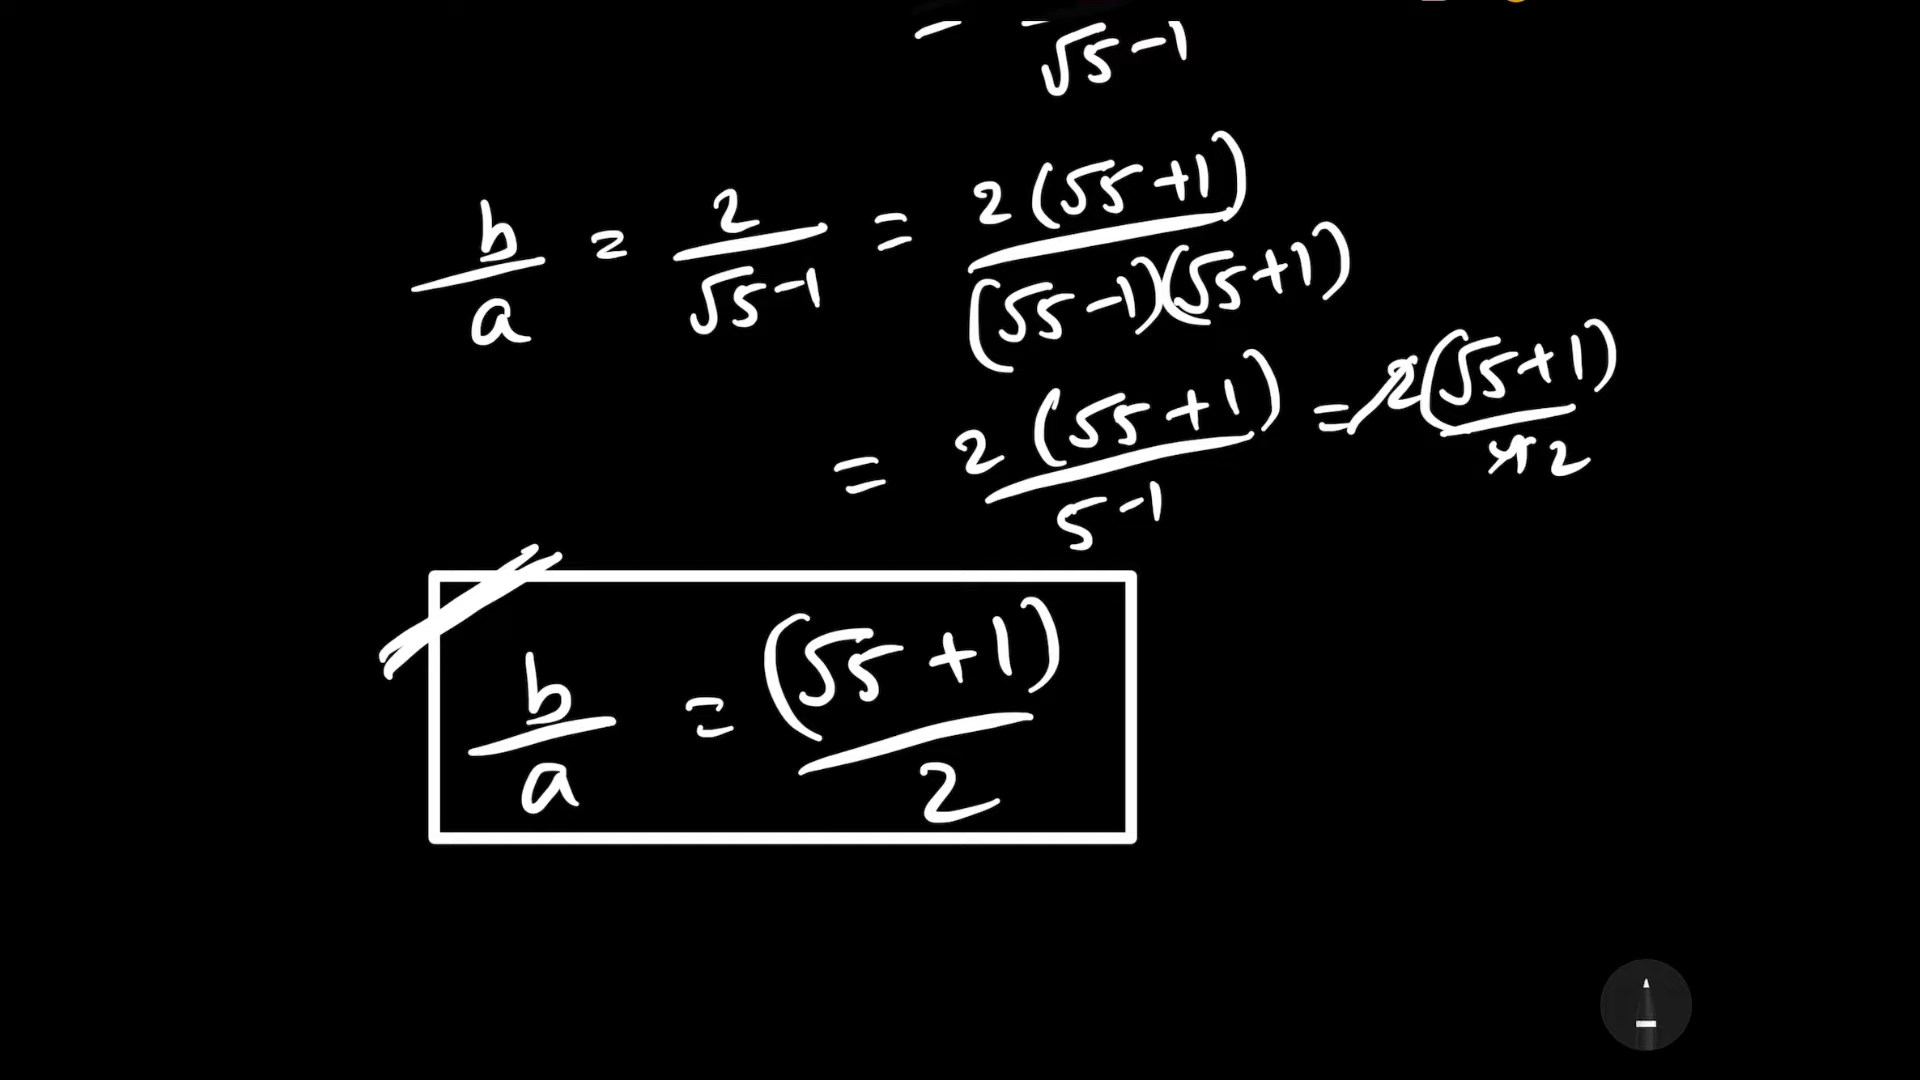 = √5-1
b/a = 2/(√5-1) = 2(√5+1)/((√5-1)(√5+1))
= 2(√5+1)/(5-1) = 2(√5+1)/4 2
b/a = (√5+1)/2